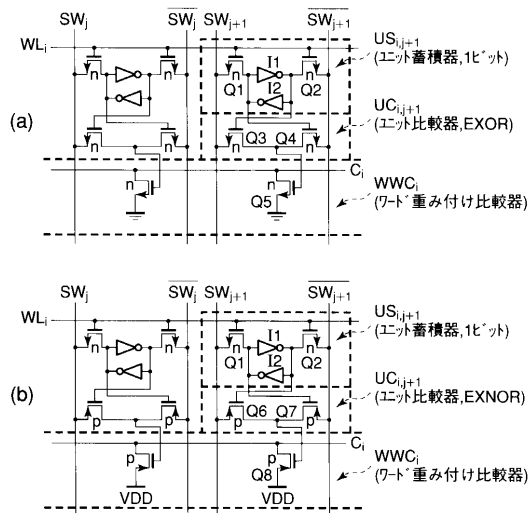 SWj
SWj
SWj+1
SWj+1
WLi
n
n
n
I1
n
Q1
I2
Q2
USi,j+1
(ユニット蓄積器,1ビット)
(a)
n
n
Q3
Q4
n
n
UCi,j+1
(ユニット比較器,EXOR)
Ci
n
n
Q5
WWCi
(ワード重み付け比較器)
SWj
SWj
SWj+1
SWj+1
WLi
n
n
n
I1
n
Q1
I2
Q2
USi,j+1
(ユニット蓄積器,1ビット)
(b)
p
p
Q6
Q7
p
p
UCi,j+1
(ユニット比較器,EXNOR)
Ci
p
p
Q8
VDD
VDD
WWCi
(ワード重み付け比較器)